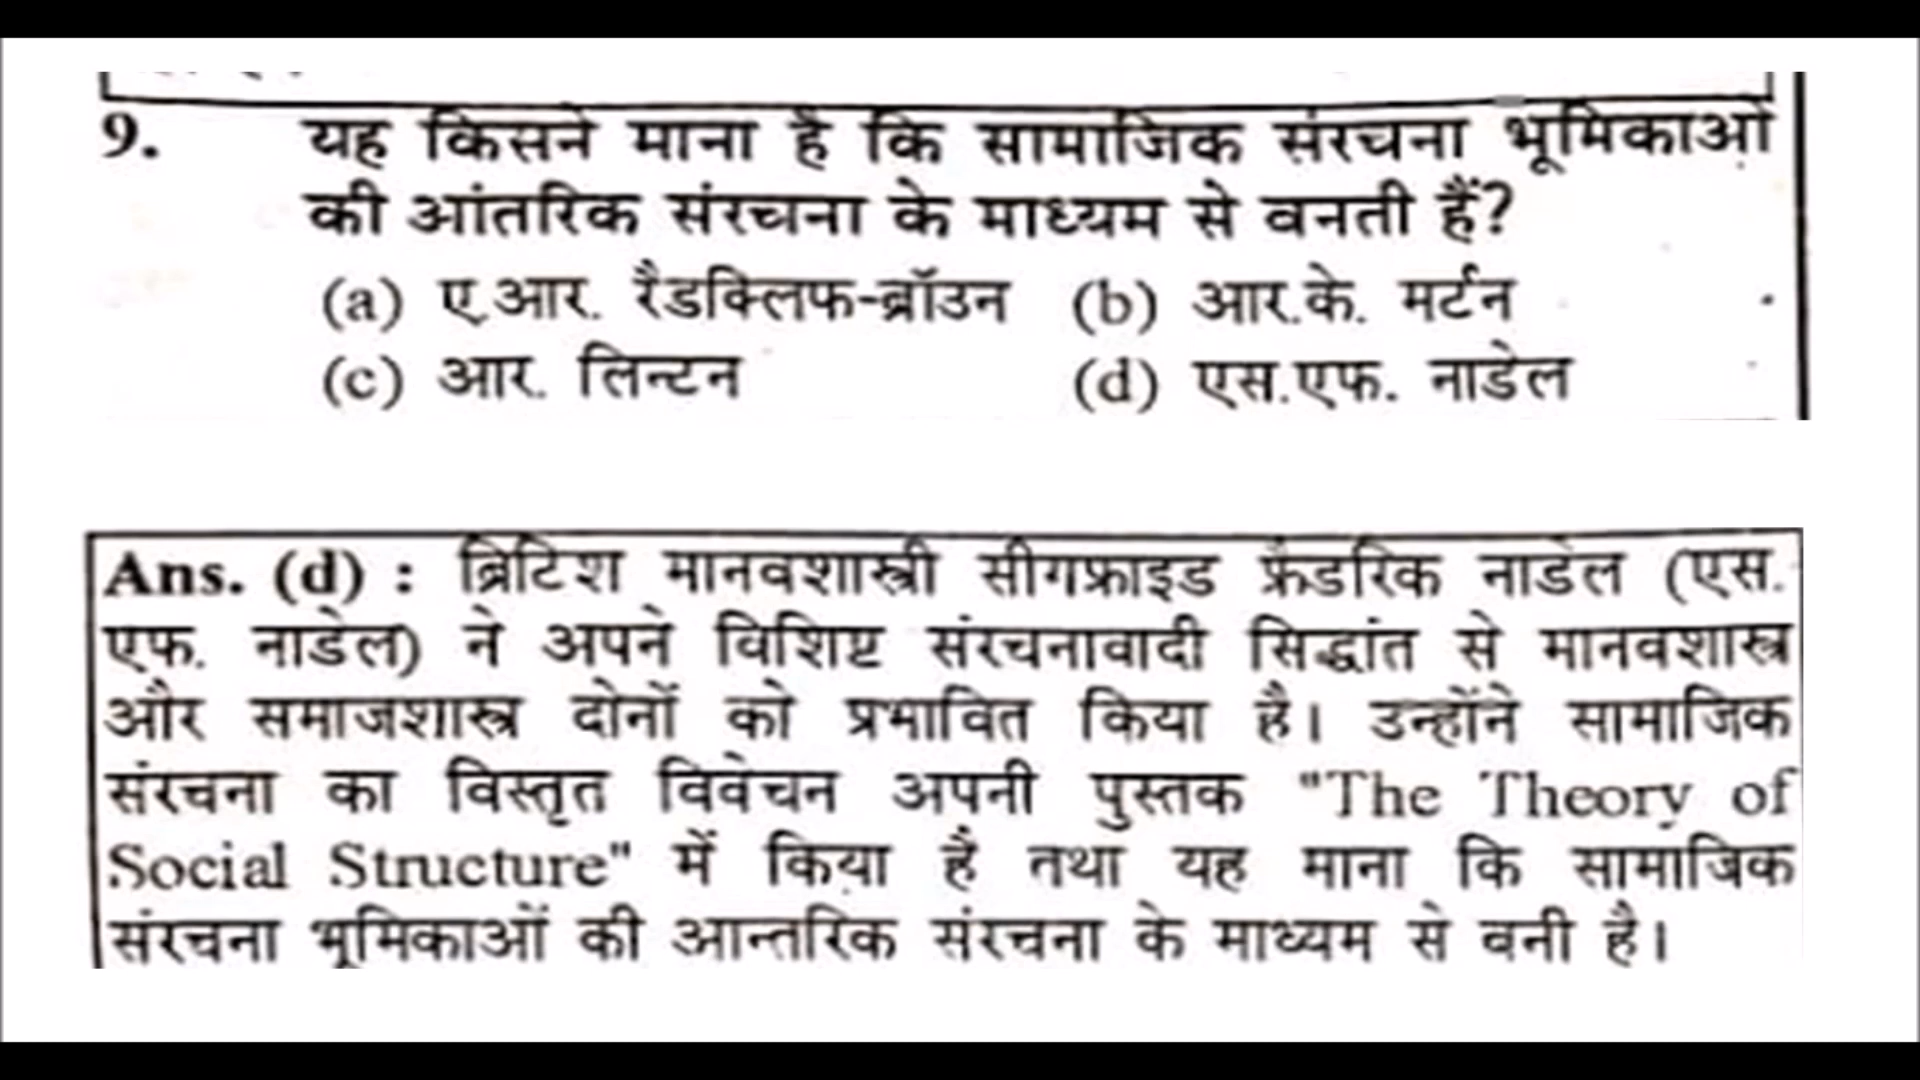 9. यह किसने माना है कि सामाजिक संरचना भूमिकाओं
की आंतरिक संरचना के माध्यम से बनती हैं?
(a) ए.आर. रैडक्लिफ-ब्रॉउन (b) आर.के. मर्टन
(c) आर. लिन्टन (d) एस.एफ. नाडेल
Ans. (d) : ब्रिटिश मानवशास्त्री सीगफ्राइड फ्रेडरिक नाडेल (एस.
एफ. नाडेल) ने अपने विशिष्ट संरचनावादी सिद्धांत से मानवशास्त्र
और समाजशास्त्र दोनों को प्रभावित किया है। उन्होंने सामाजिक
संरचना का विस्तृत विवेचन अपनी पुस्तक "The Theory of
Social Structure" में किया है तथा यह माना कि सामाजिक
संरचना भूमिकाओं की आन्तरिक संरचना के माध्यम से बनी है।